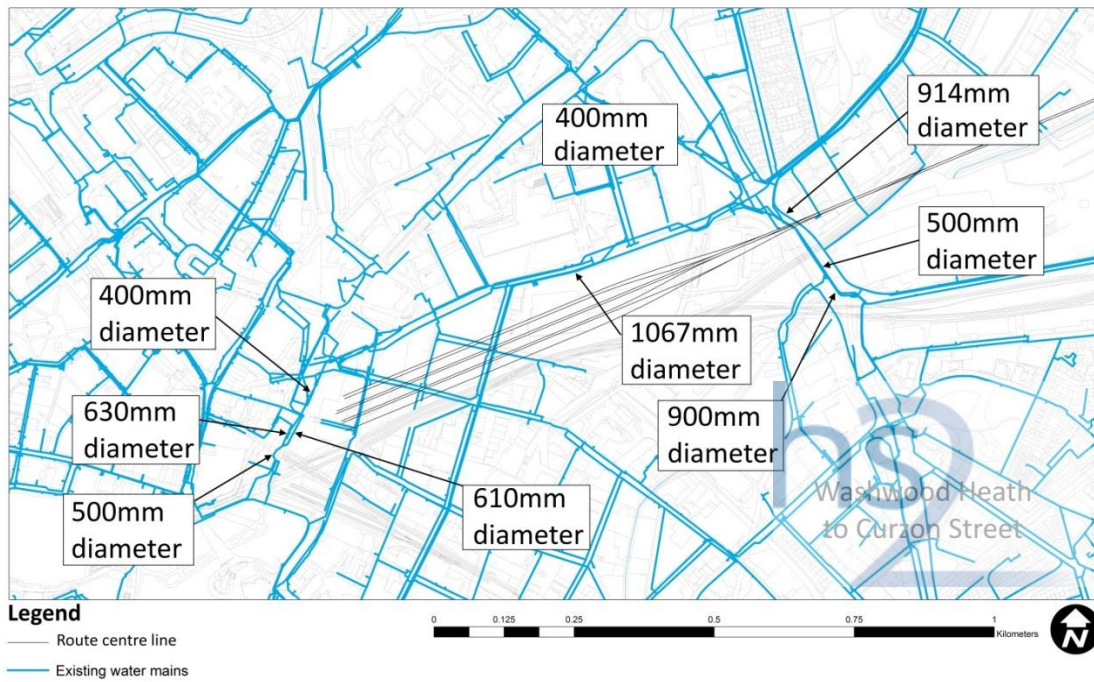 914mm
diameter
400mm
diameter
500mm
diameter
400mm
diameter
1067mm
diameter
630mm
diameter
900mm
diameter
500mm
diameter
610mm
diameter
hs2
Washwood Heath
to Curzon Street
Legend
Route centre line
Existing water mains
0 0.125 0.25 0.5 0.75 1
Kilometers
N